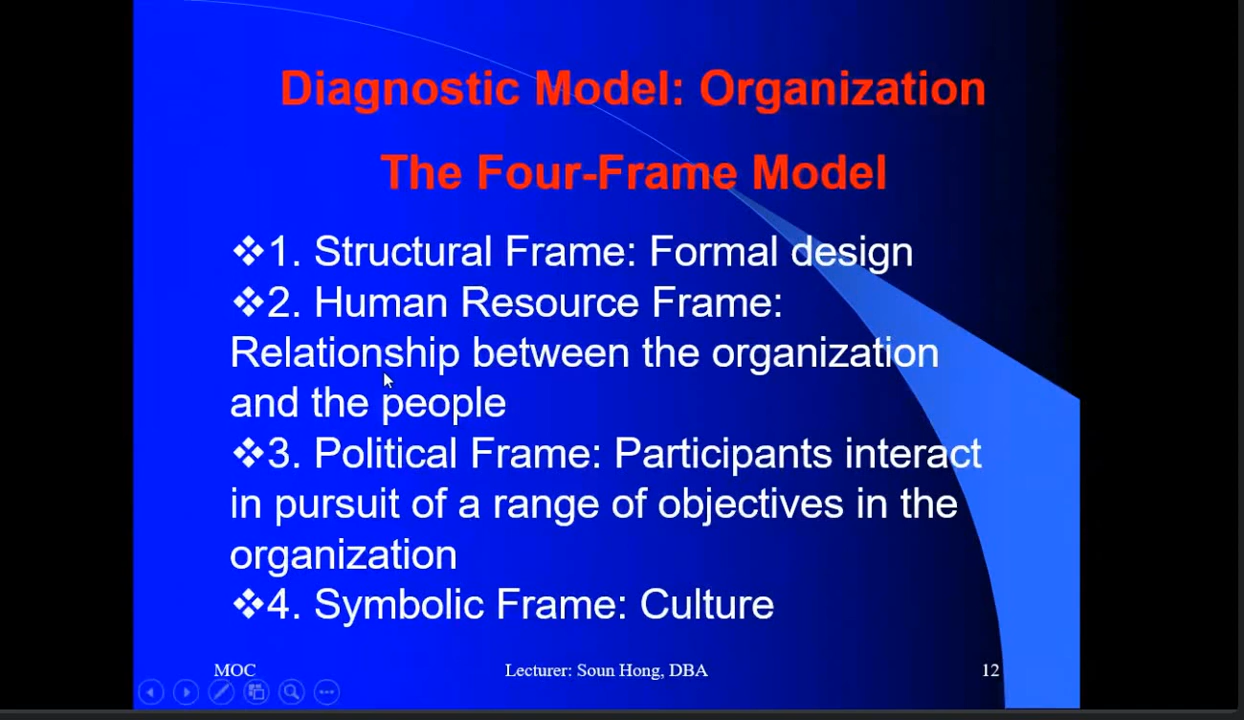 Diagnostic Model: Organization
The Four-Frame Model
❖1. Structural Frame: Formal design
❖2. Human Resource Frame:
Relationship between the organization
and the people
❖3. Political Frame: Participants interact
in pursuit of a range of objectives in the
organization
❖4. Symbolic Frame: Culture
MOC
Lecturer: Soun Hong, DBA
12